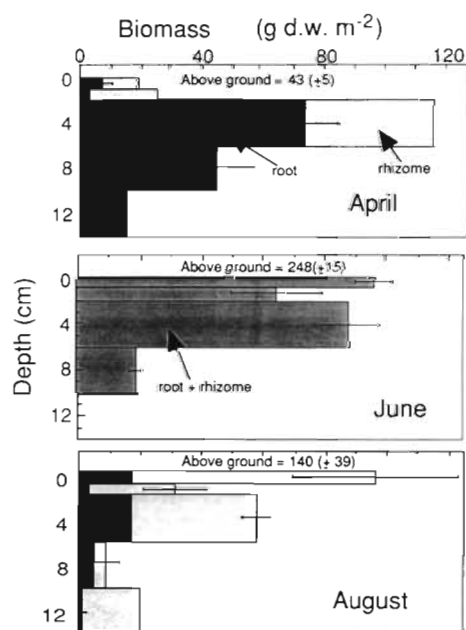 Biomass (g d.w. m-2)
0 40 80 120
Above ground = 43 (±5)
0
4
8
12
root
rhizome
April
Depth (cm)
Above ground = 248(±15)
0
4
8
12
root + rhizome
June
Above ground = 140 (± 39)
0
4
8
12
August